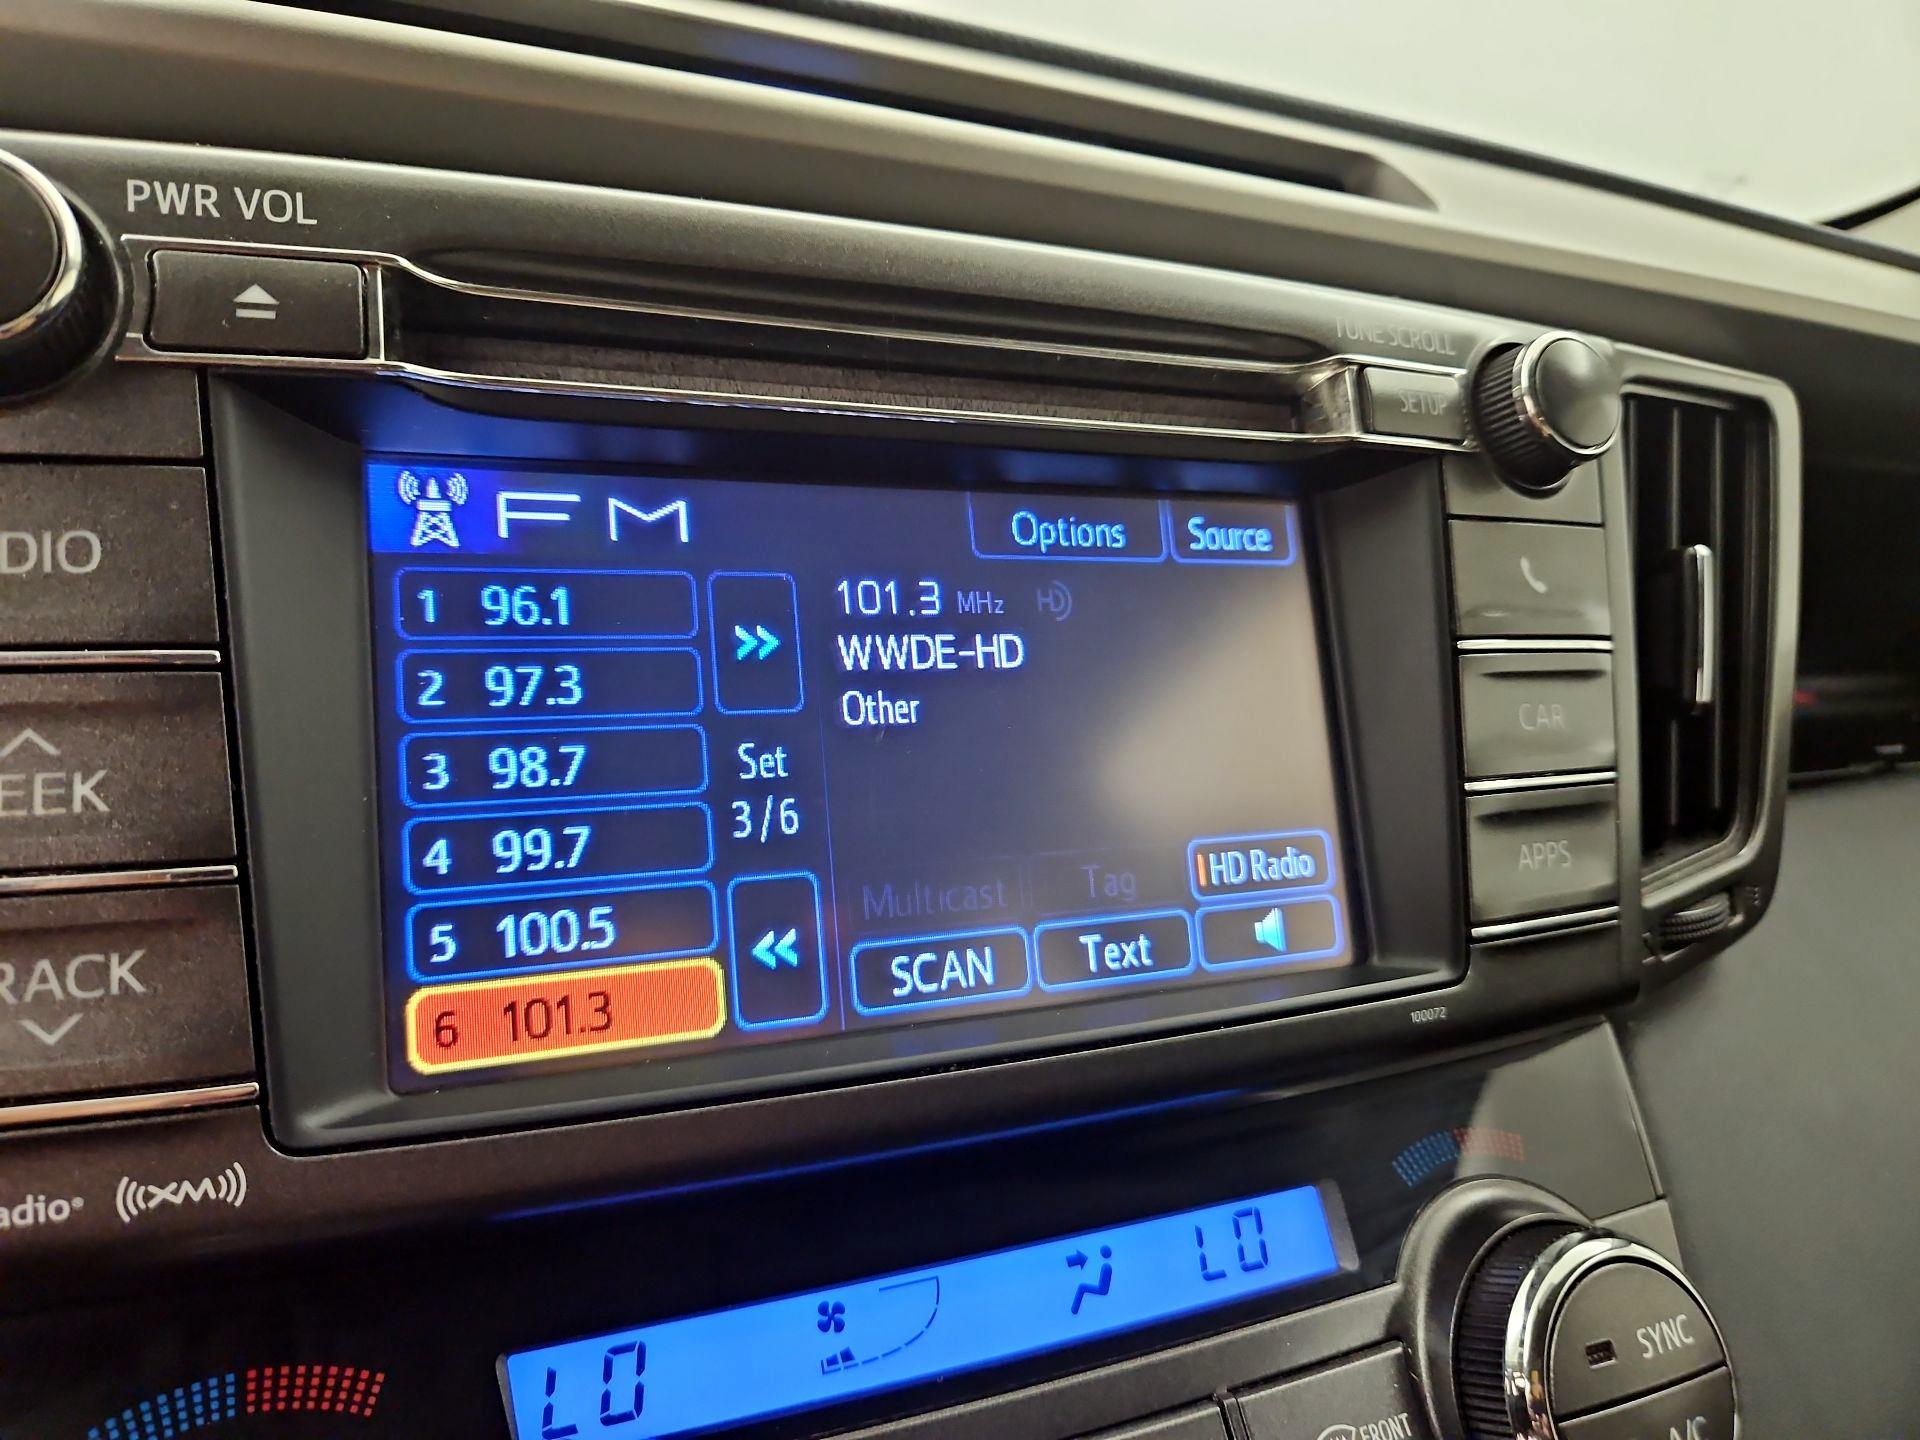 PWR VOL
TUNE SCROLL
SETUP
DIO
EEK
RACK
adio®
((XM))
FM
Options
Source
1 96.1
2 97.3
3 98.7
4 99.7
5 100.5
6 101.3
Set
3/6
101.3 MHz HD
WWDE-HD
Other
Multicast
Tag
HD Radio
SCAN
Text
100072
CAR
APPS
LO
LO
SYNC
A/C
FRONT